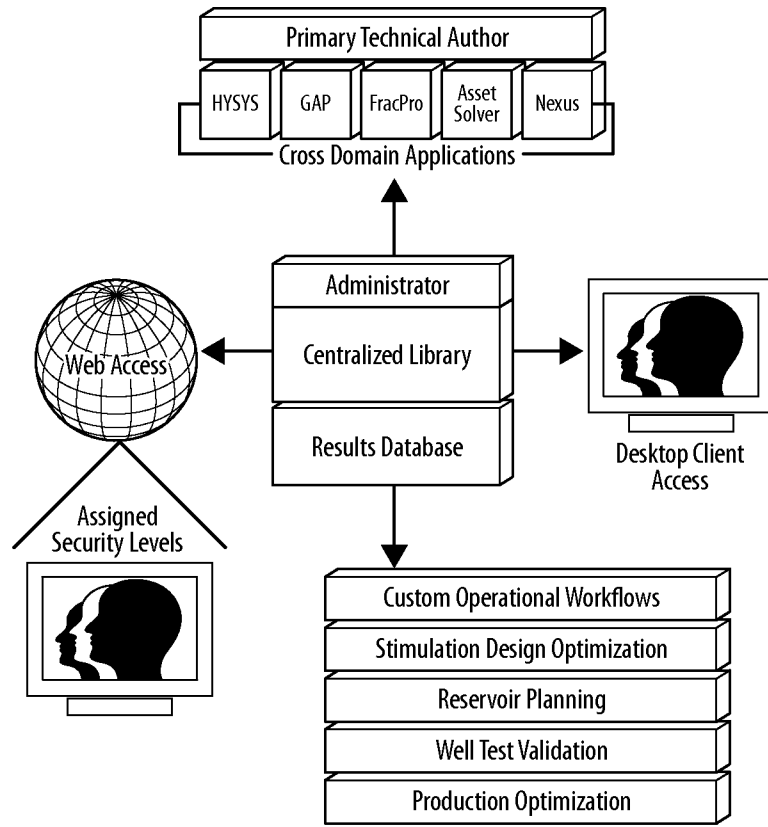 Primary Technical Author
HYSYS
GAP
FracPro
Asset
Solver
Nexus
Cross Domain Applications
Administrator
Centralized Library
Results Database
Web Access
Desktop Client
Access
Assigned
Security Levels
Custom Operational Workflows
Stimulation Design Optimization
Reservoir Planning
Well Test Validation
Production Optimization